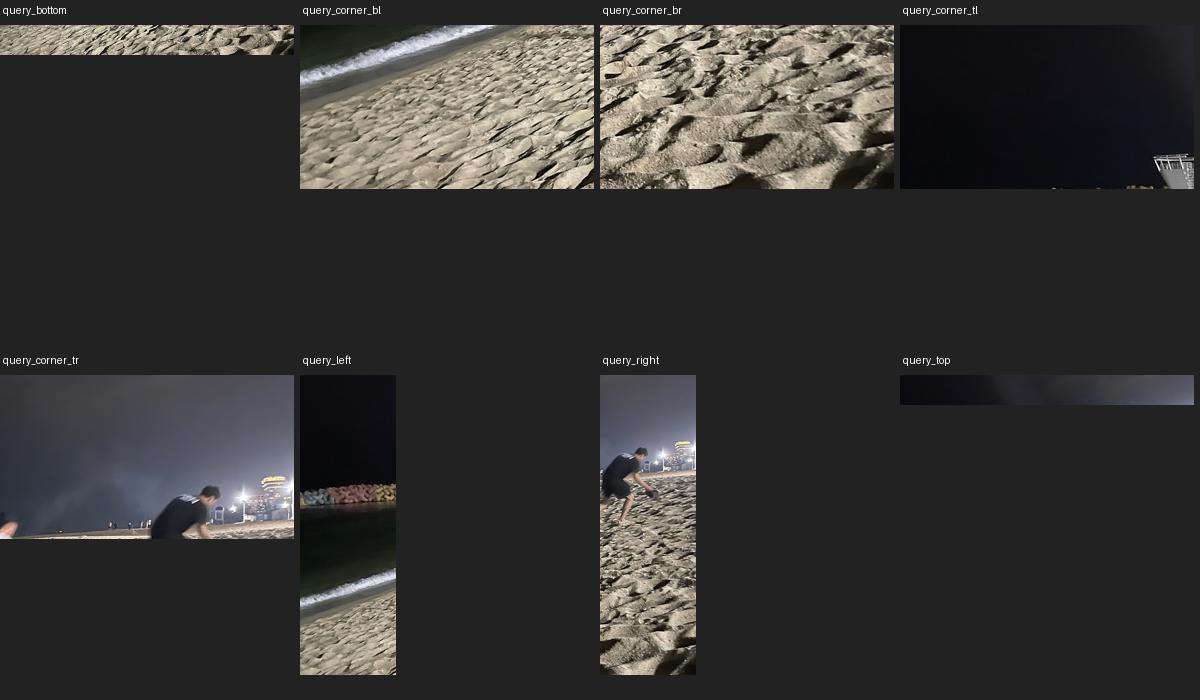 query_bottom
query_corner_bl
query_corner_br
query_corner_tl
query_corner_tr
query_left
query_right
query_top